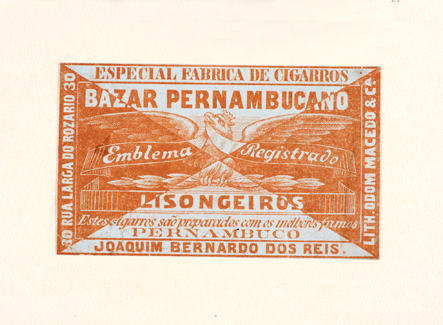 ESPECIAL FABRICA DE CIGARROS
BAZAR PERNAMBUCANO
Emblema Registrado
LISONGEIROS
Estes cigarros são preparados com os melhores fumos
PERNAMBUCO
JOAQUIM BERNARDO DOS REIS.
30 RUA LARGA DO ROZARIO 30
LITH. ODOM MACEDO & CA.